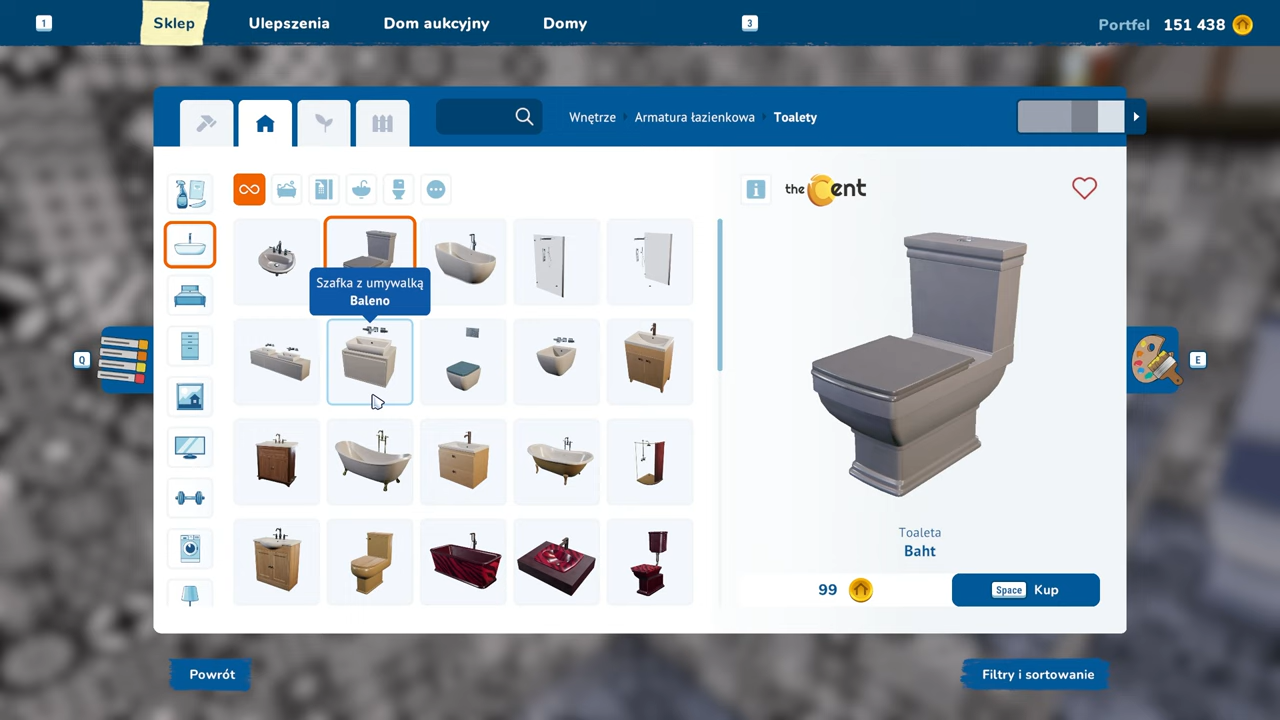 1
Sklep
Ulepszenia
Dom aukcyjny
Domy
3
Portfel
151 438
Wnętrze
Armatura łazienkowa
Toalety
the Cent
Szafka z umywalką
Baleno
Q
E
Toaleta
Baht
99
Space
Kup
Powrót
Filtry i sortowanie